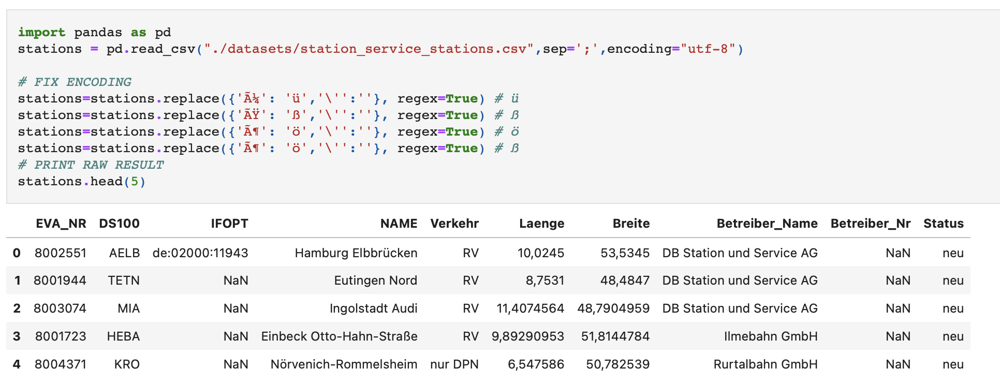 import pandas as pd
stations = pd.read_csv("./datasets/station_service_stations.csv",sep=';',encoding="utf-8")
# FIX ENCODING
stations=stations.replace({'Ã¼': 'ü','\'':''}, regex=True) # ü
stations=stations.replace({'ÃŸ': 'ß','\'':''}, regex=True) # ß
stations=stations.replace({'Ã¶': 'ö','\'':''}, regex=True) # ö
stations=stations.replace({'Ã¶': 'ö','\'':''}, regex=True) # ß
# PRINT RAW RESULT
stations.head(5)
EVA_NR DS100 IFOPT NAME Verkehr Laenge Breite Betreiber_Name Betreiber_Nr Status
0 8002551 AELB de:02000:11943 Hamburg Elbbrücken RV 10,0245 53,5345 DB Station und Service AG NaN neu
1 8001944 TETN NaN Eutingen Nord RV 8,7531 48,4847 DB Station und Service AG NaN neu
2 8003074 MIA NaN Ingolstadt Audi RV 11,4074564 48,7904959 DB Station und Service AG NaN neu
3 8001723 HEBA NaN Einbeck Otto-Hahn-Straße RV 9,89290953 51,8144784 Ilmebahn GmbH NaN neu
4 8004371 KRO NaN Nörvenich-Rommelsheim nur DPN 6,547586 50,782539 Rurtalbahn GmbH NaN neu